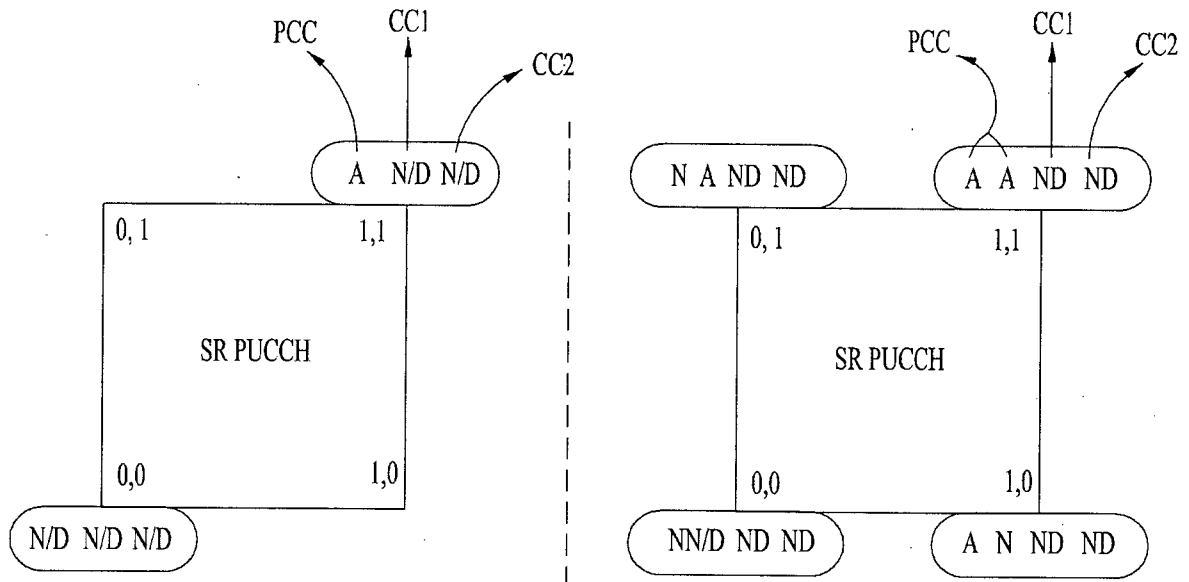 PCC
CC1
CC2
A N/D N/D
0, 1
1,1
SR PUCCH
0,0
1,0
N/D N/D N/D
PCC
CC1
CC2
N A ND ND
A A ND ND
0, 1
1,1
SR PUCCH
0,0
1,0
NN/D ND ND
A N ND ND